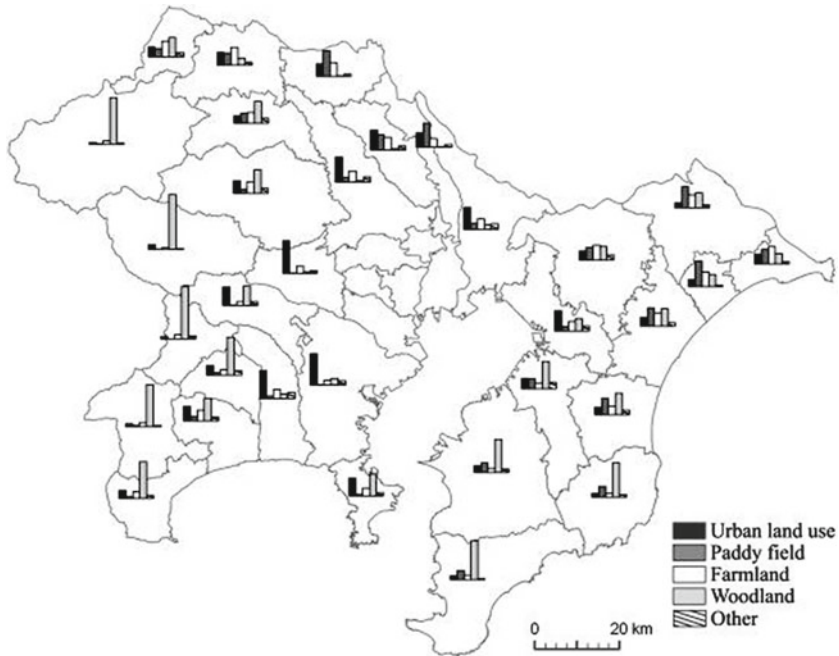 Urban land use
Paddy field
Farmland
Woodland
Other
0 20 km